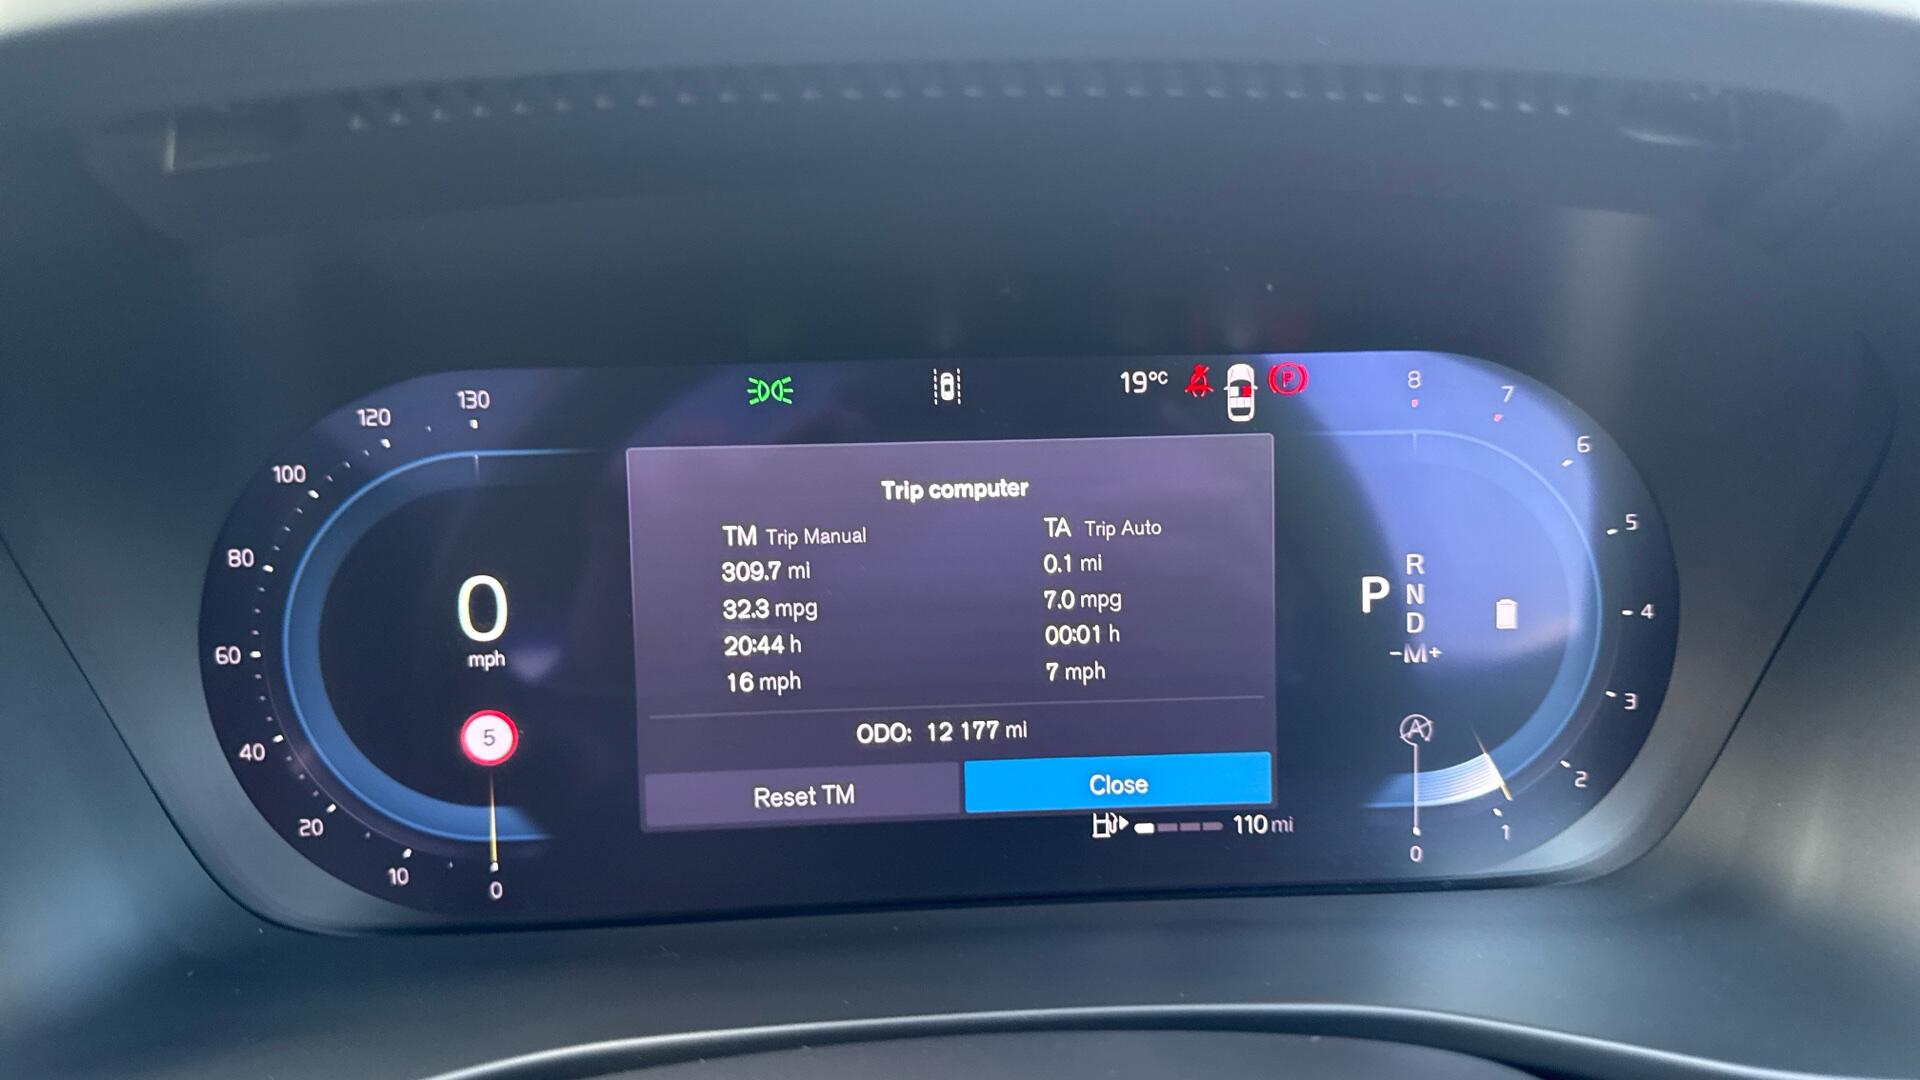 19°C
P
Trip computer
TM Trip Manual
309.7 mi
32.3 mpg
20:44 h
16 mph
TA Trip Auto
0.1 mi
7.0 mpg
00:01 h
7 mph
ODO: 12 177 mi
Reset TM
Close
110 mi
130
120
100
80
60
40
20
10
0
0
mph
5
8
7
6
5
4
3
2
1
0
P
R
N
D
-M+
A